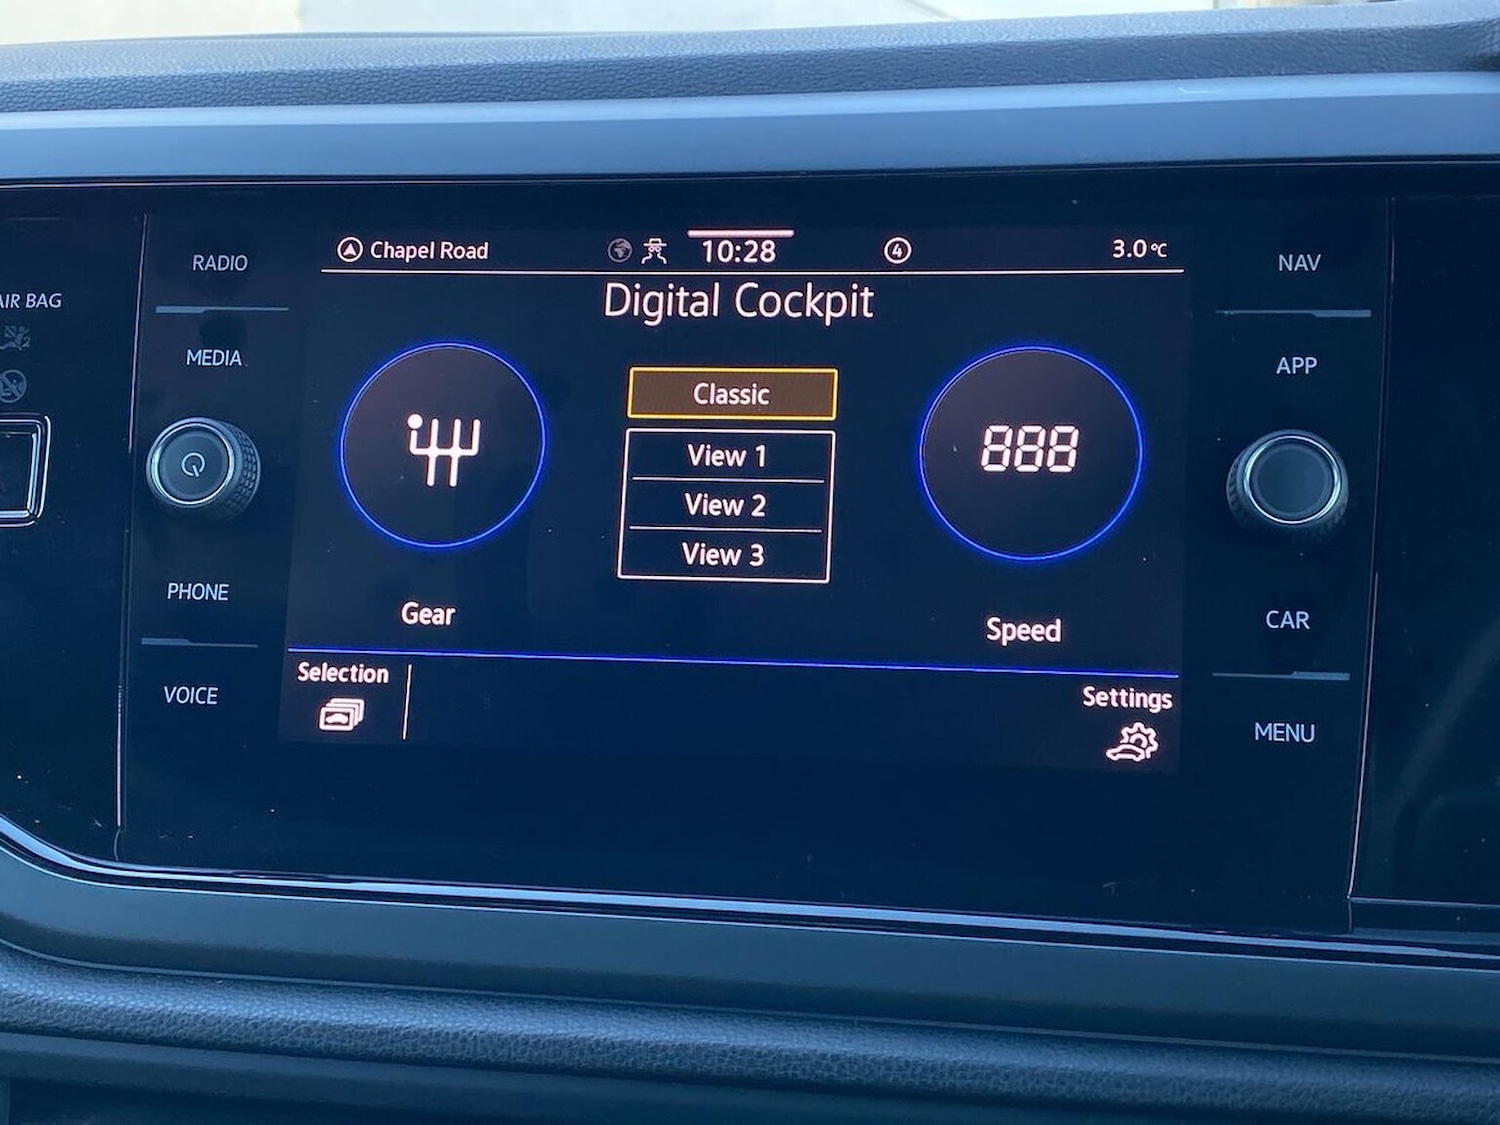 Chapel Road
10:28
4
3.0 °C
Digital Cockpit
RADIO
MEDIA
PHONE
VOICE
AIR BAG
Classic
View 1
View 2
View 3
Gear
888
Speed
Selection
Settings
NAV
APP
CAR
MENU